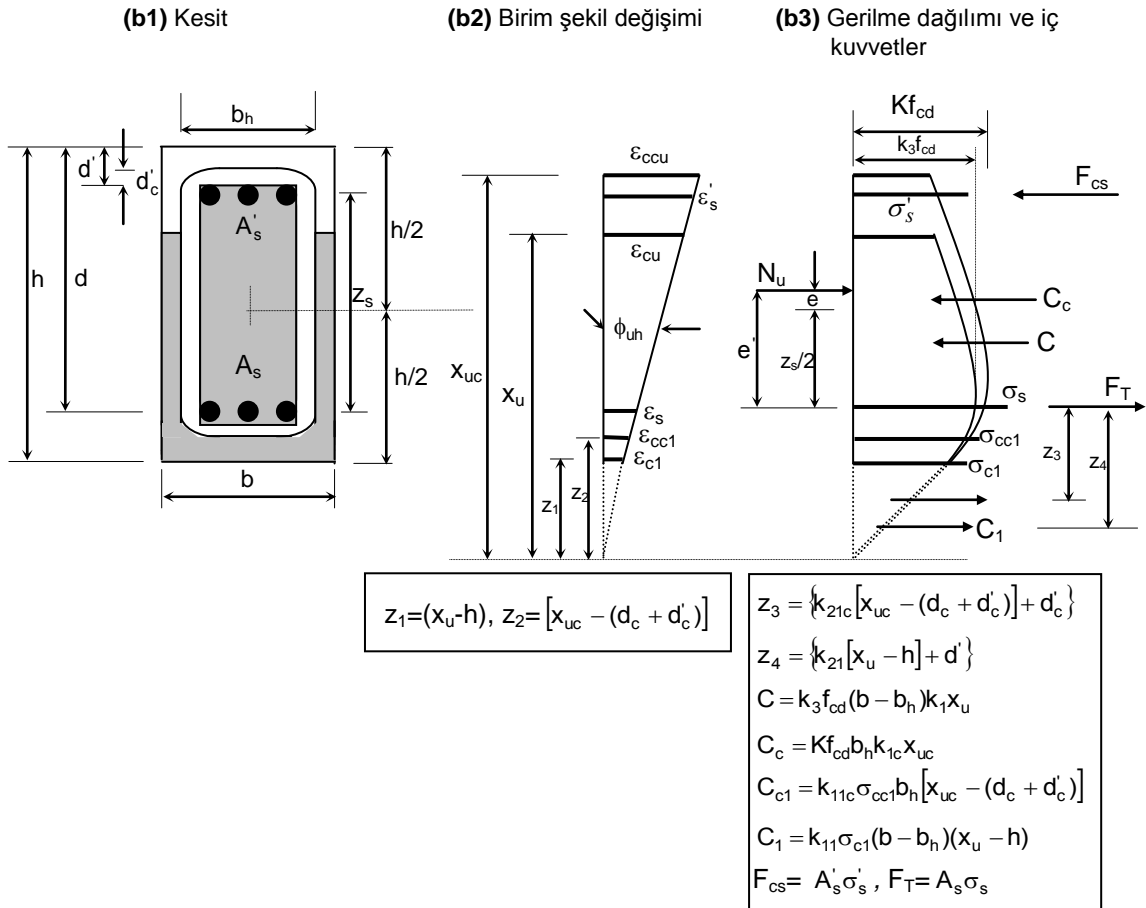 (b1) Kesit
(b2) Birim şekil değişimi
(b3) Gerilme dağılımı ve iç
kuvvetler
b_h
d'
d'_c
A'_s
h/2
h
d
z_s
A_s
h/2
b
ε_ccu
ε'_s
ε_cu
ϕ_uh
x_uc
x_u
ε_s
ε_cc1
ε_c1
z_1
z_2
Kf_cd
k_3f_cd
F_cs
σ'_s
N_u
e
C_c
e'
z_s/2
C
σ_s
F_T
σ_cc1
z_3
z_4
σ_c1
C_1
z_1=(x_u-h), z_2= [x_uc − (d_c + d'_c)]
z_3 = {k_21c[x_uc − (d_c + d'_c)] + d'_c}
z_4 = {k_21[x_u − h] + d'}
C = k_3f_cd(b − b_h)k_1x_u
C_c = Kf_cdb_hk_1cx_uc
C_c1 = k_11cσ_cc1b_h[x_uc − (d_c + d'_c)]
C_1 = k_11σ_c1(b − b_h)(x_u − h)
F_cs= A'_sσ'_s , F_T= A_sσ_s